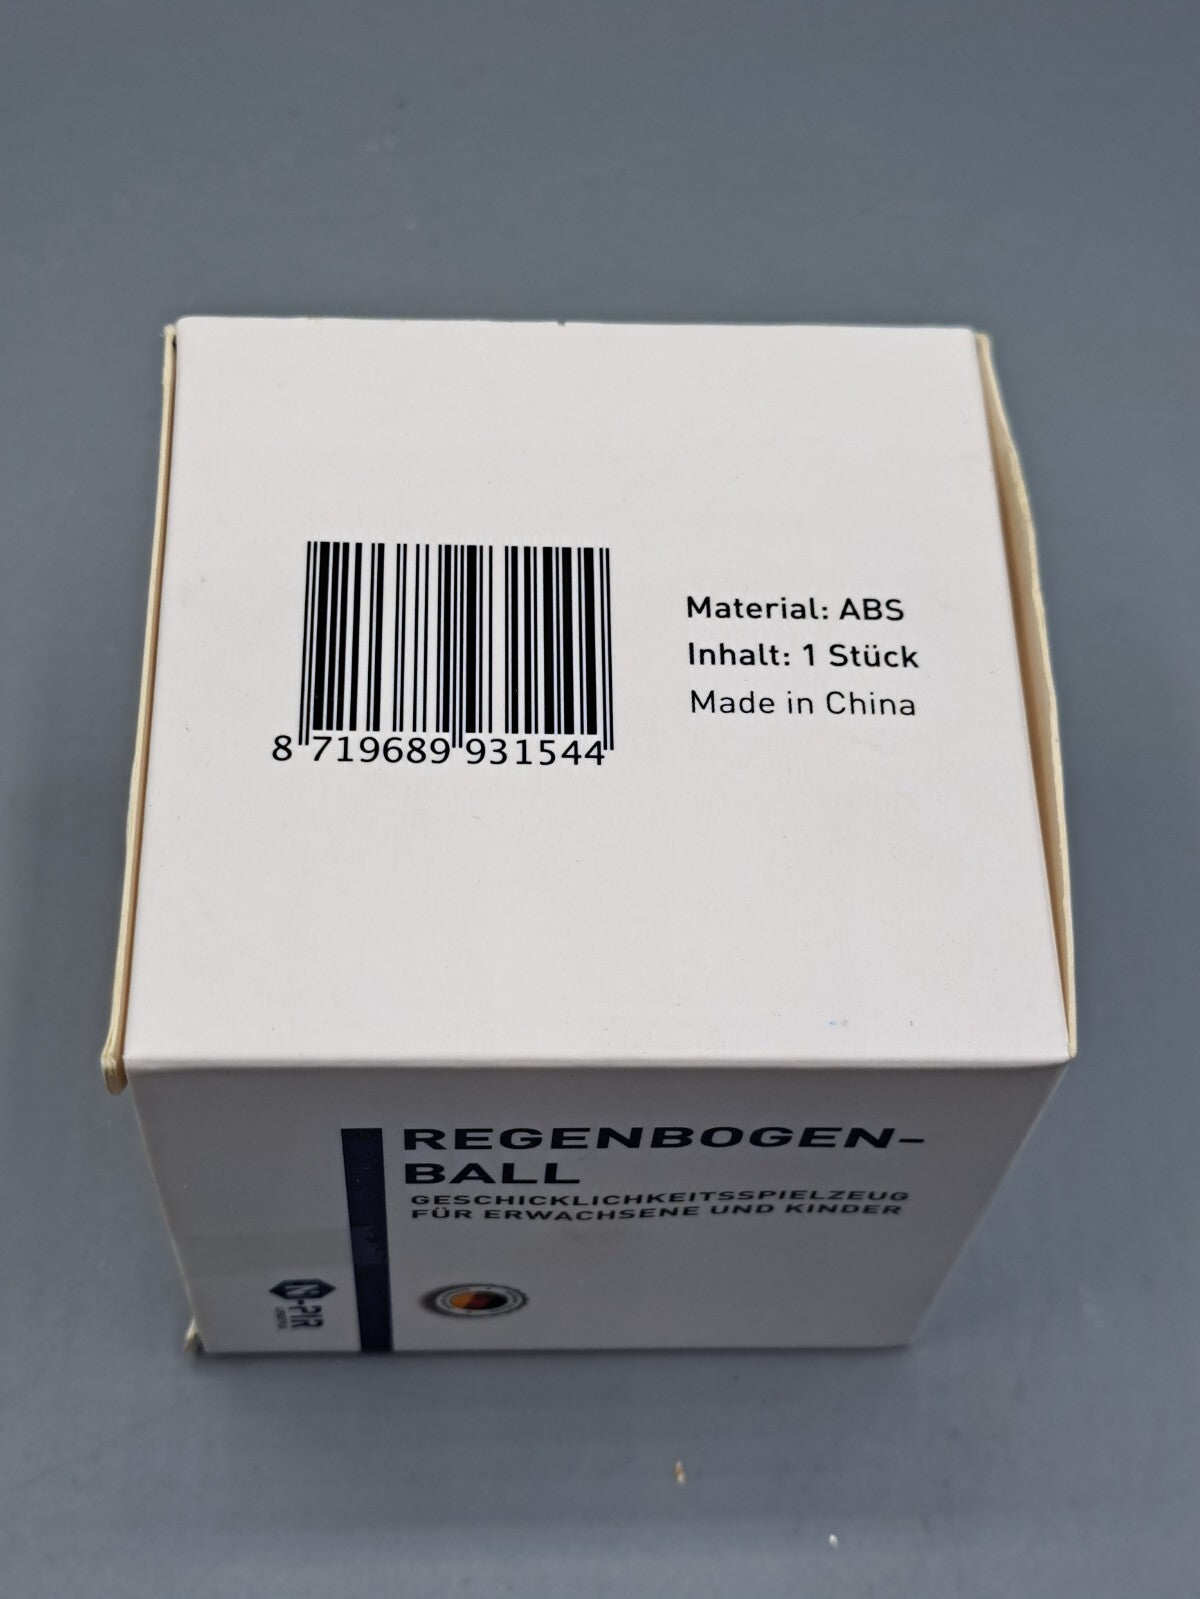 8 719689 931544
Material: ABS
Inhalt: 1 Stück
Made in China
REGENBOGEN-
BALL
GESCHICKLICHKEITSSPIELZEUG
FÜR ERWACHSENE UND KINDER